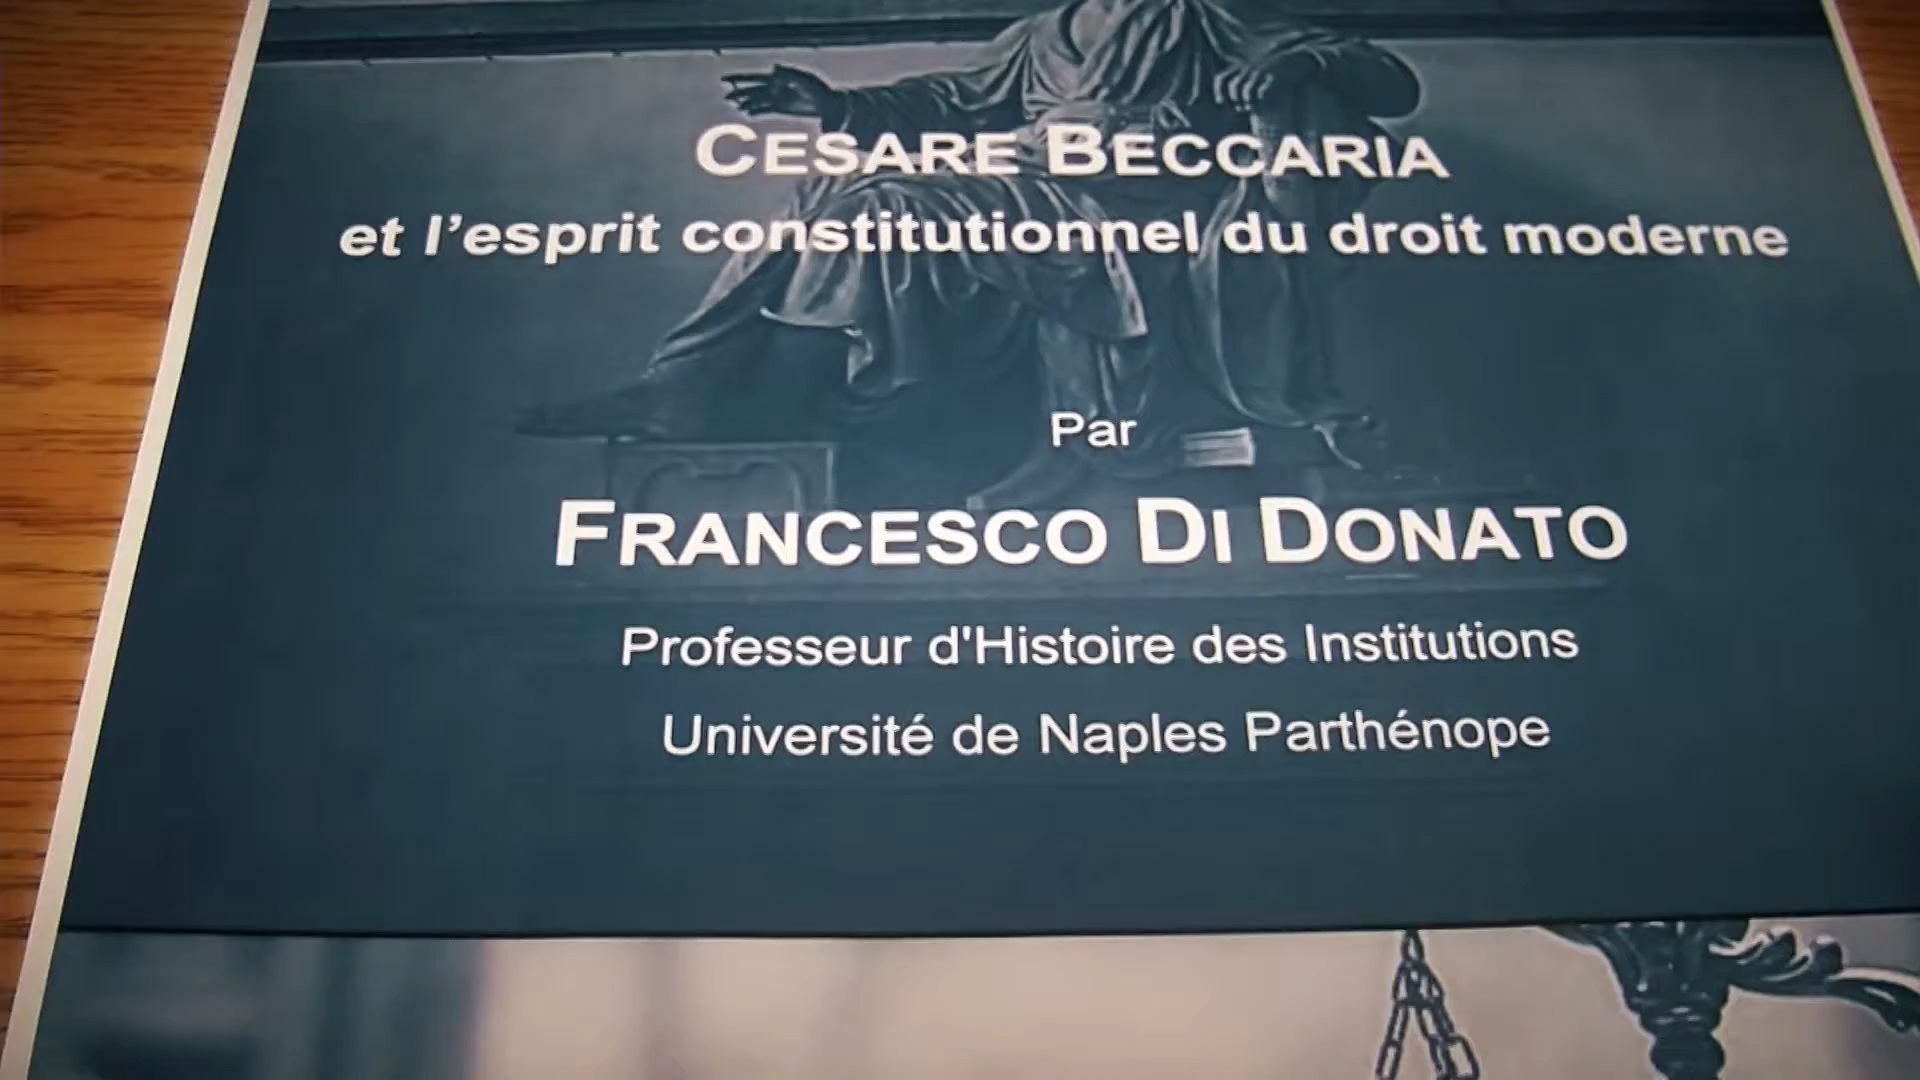 CESARE BECCARIA
et l’esprit constitutionnel du droit moderne
Par
FRANCESCO DI DONATO
Professeur d'Histoire des Institutions
Université de Naples Parthénope